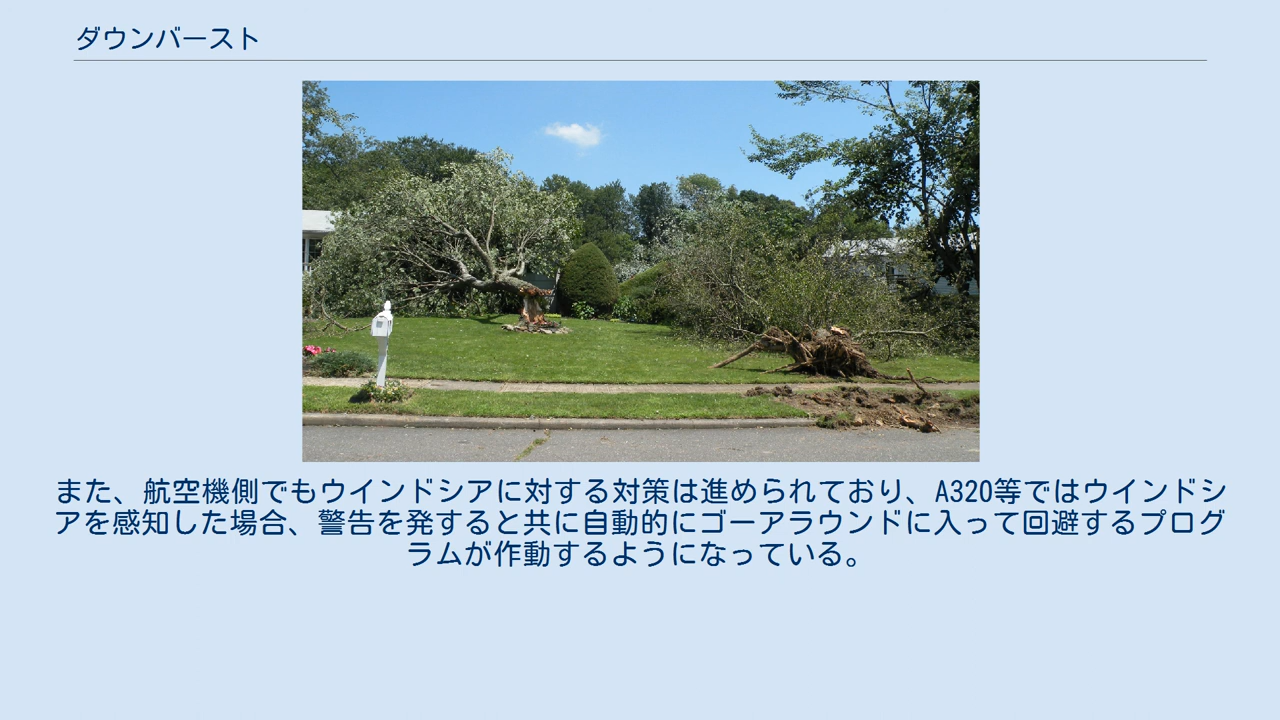 ダウンバースト
また、航空機側でもウインドシアに対する対策は進められており、A320等ではウインドシ
アを感知した場合、警告を発すると共に自動的にゴーアラウンドに入って回避するプログ
ラムが作動するようになっている。